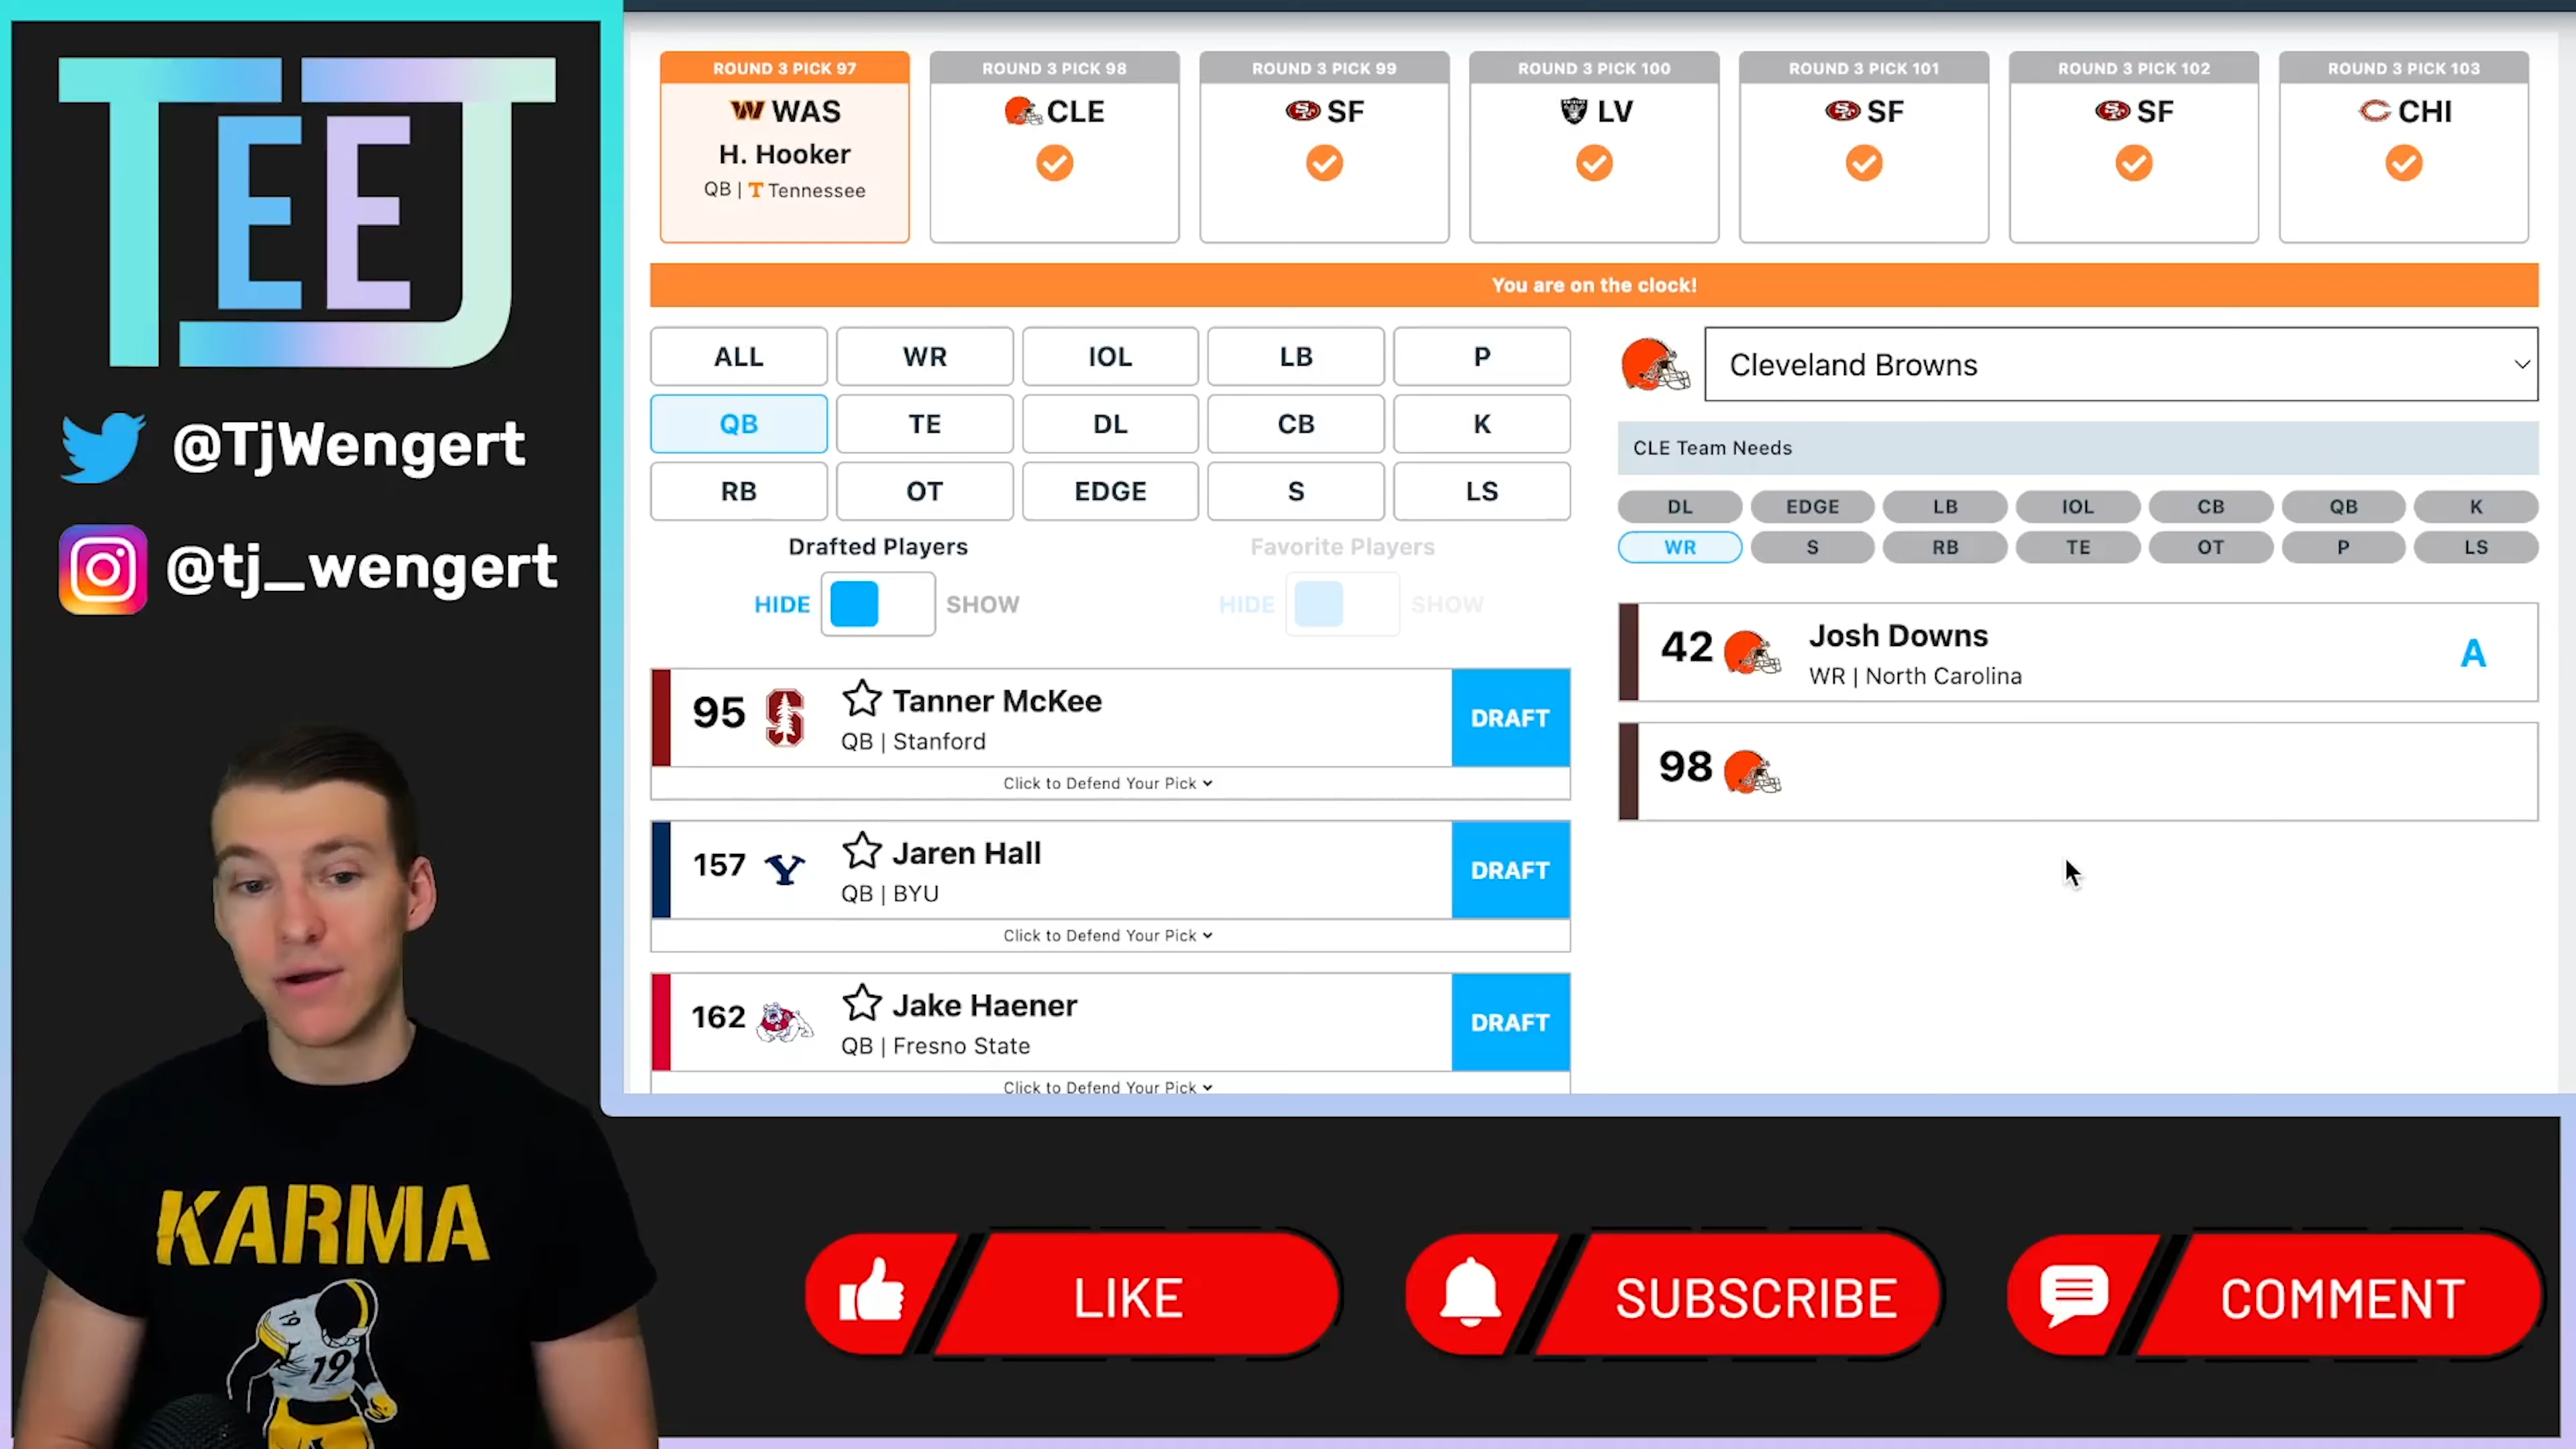 TEEJ
@TjWengert
@tj_wengert
ROUND 3 PICK 97
WAS
H. Hooker
QB | T Tennessee
ROUND 3 PICK 98
CLE
ROUND 3 PICK 99
SF
ROUND 3 PICK 100
LV
ROUND 3 PICK 101
SF
ROUND 3 PICK 102
SF
ROUND 3 PICK 103
CHI
You are on the clock!
ALL WR IOL LB P
QB TE DL CB K
RB OT EDGE S LS
Drafted Players
HIDE SHOW
Favorite Players
HIDE SHOW
95 Tanner McKee
QB | Stanford
DRAFT
Click to Defend Your Pick
157 Jaren Hall
QB | BYU
DRAFT
Click to Defend Your Pick
162 Jake Haener
QB | Fresno State
DRAFT
Click to Defend Your Pick
Cleveland Browns
CLE Team Needs
DL EDGE LB IOL CB QB K
WR S RB TE OT P LS
42 Josh Downs
WR | North Carolina
A
98
KARMA
19
19
LIKE
SUBSCRIBE
COMMENT